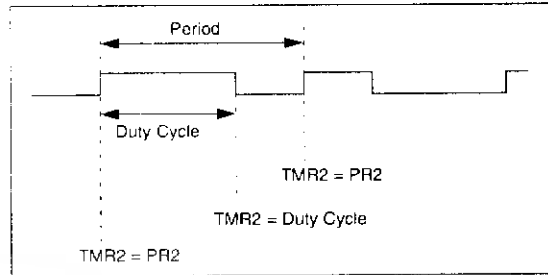 Period
Duty Cycle
TMR2 = PR2
TMR2 = Duty Cycle
TMR2 = PR2